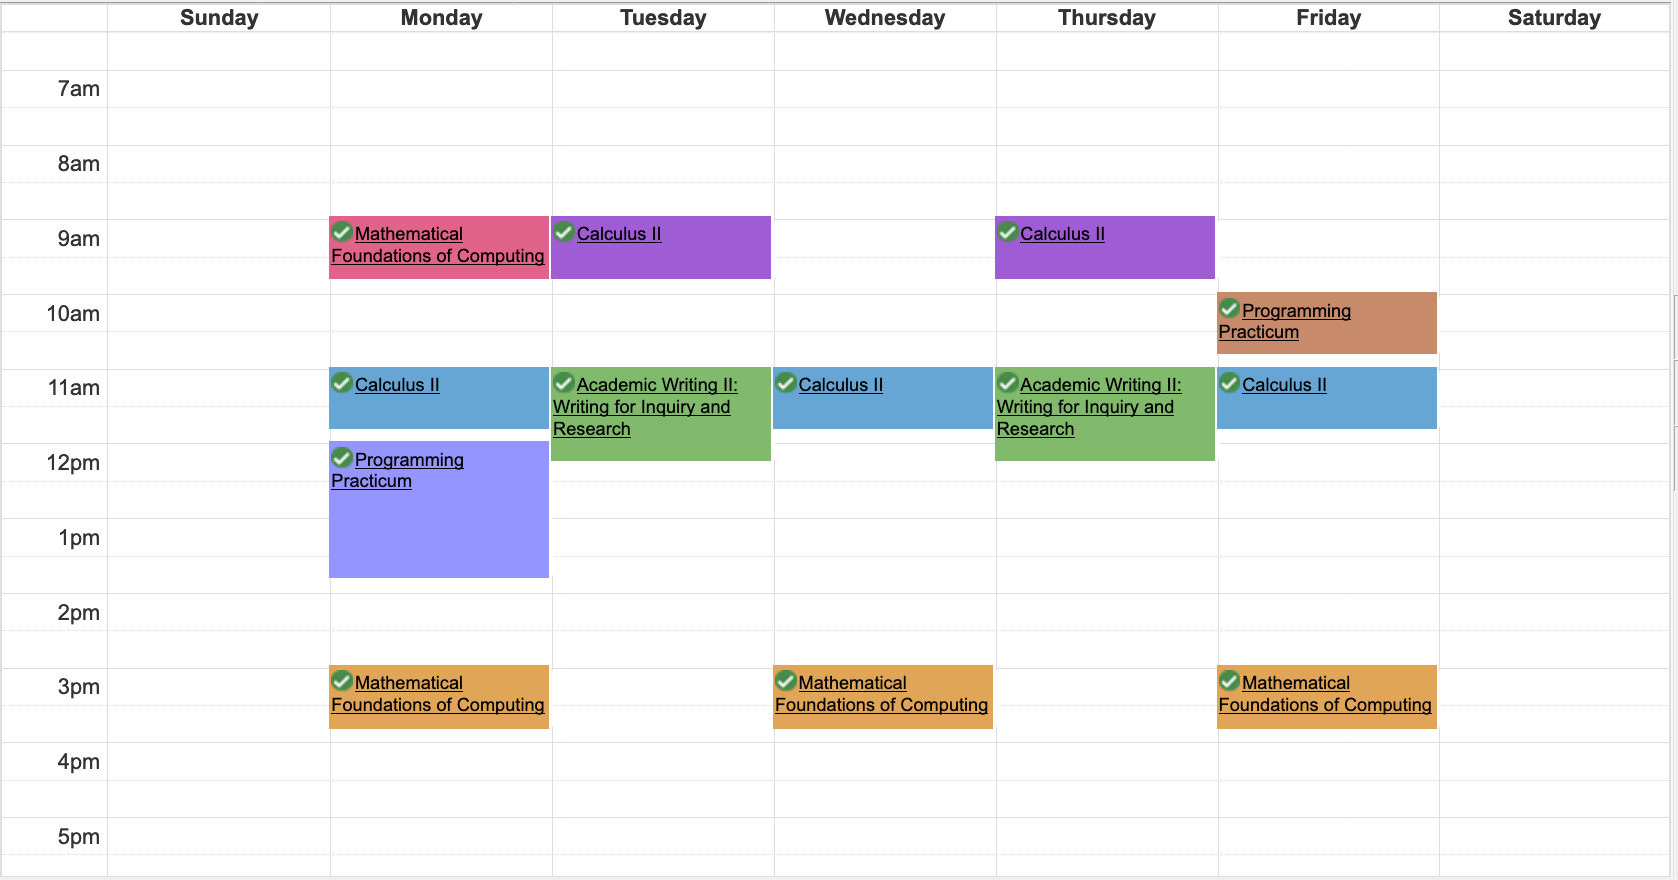 Sunday Monday Tuesday Wednesday Thursday Friday Saturday
7am
8am
9am
Mathematical
Foundations of Computing
Calculus II
Calculus II
10am
Programming
Practicum
11am
Calculus II
Academic Writing II:
Writing for Inquiry and
Research
Calculus II
Academic Writing II:
Writing for Inquiry and
Research
Calculus II
12pm
Programming
Practicum
1pm
2pm
3pm
Mathematical
Foundations of Computing
Mathematical
Foundations of Computing
Mathematical
Foundations of Computing
4pm
5pm